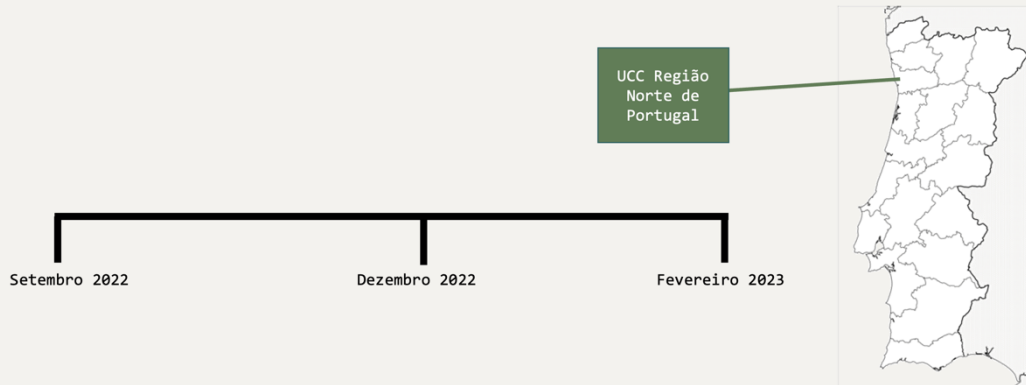 UCC Região
Norte de
Portugal
Setembro 2022
Dezembro 2022
Fevereiro 2023